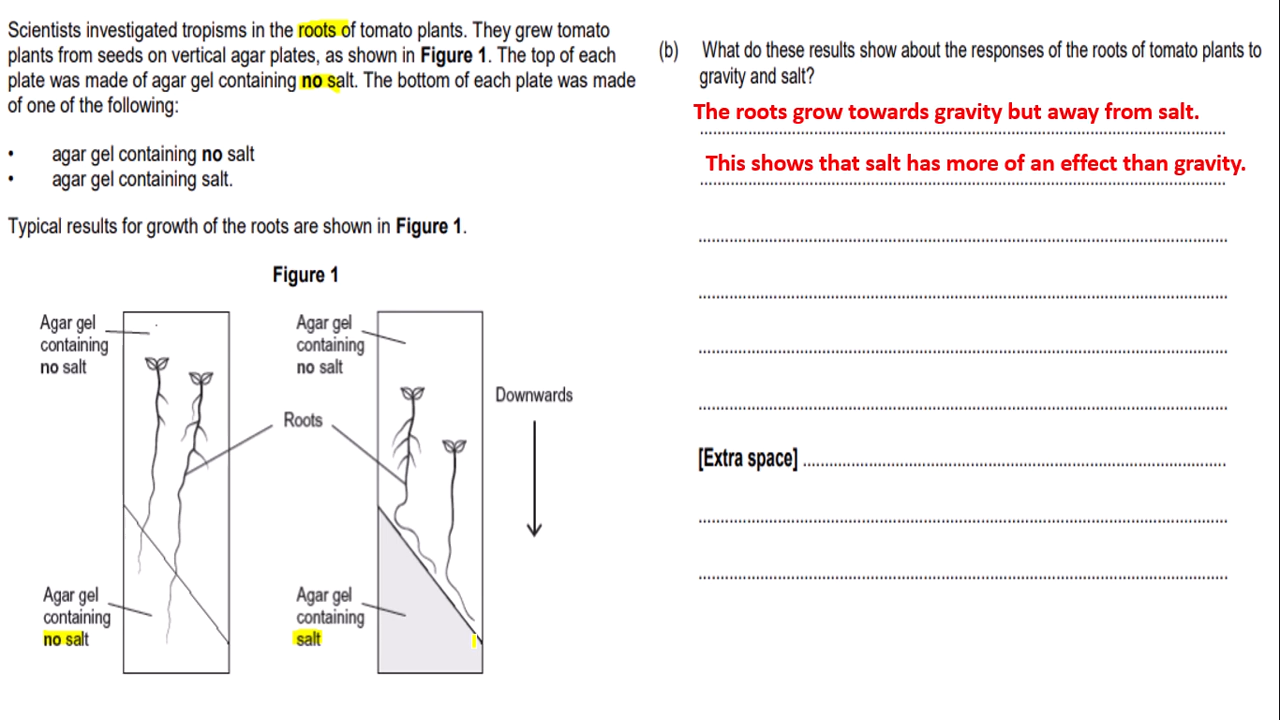 Scientists investigated tropisms in the roots of tomato plants. They grew tomato
plants from seeds on vertical agar plates, as shown in Figure 1. The top of each
plate was made of agar gel containing no salt. The bottom of each plate was made
of one of the following:
• agar gel containing no salt
• agar gel containing salt.
Typical results for growth of the roots are shown in Figure 1.
Figure 1
Agar gel
containing
no salt
Agar gel
containing
no salt
Roots
Downwards
Agar gel
containing
no salt
Agar gel
containing
salt
(b) What do these results show about the responses of the roots of tomato plants to
gravity and salt?
The roots grow towards gravity but away from salt.
This shows that salt has more of an effect than gravity.
[Extra space]